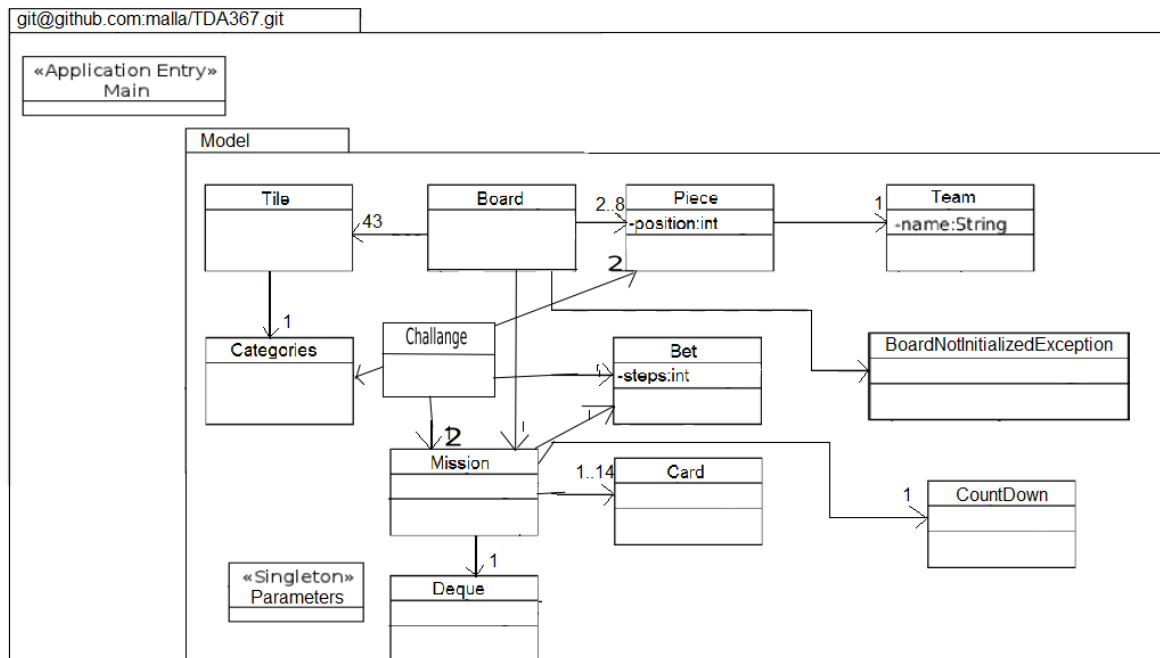 git@github.com:malla/TDA367.git
«Application Entry»
Main
Model
Tile
Board
Piece
-position:int
Team
-name:String
43
2..8
1
2
1
Categories
Challange
Bet
-steps:int
BoardNotInitializedException
1
2
1
Mission
1..14
Card
1
CountDown
1
«Singleton»
Parameters
Deque